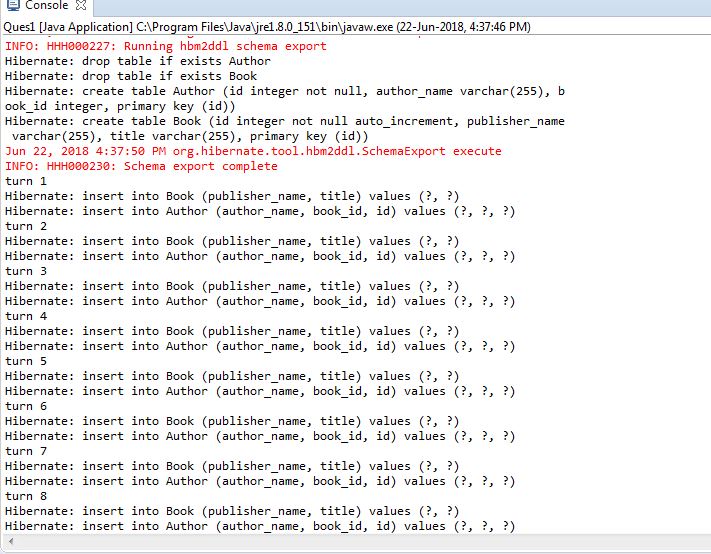 Console
Ques1 [Java Application] C:\Program Files\Java\jre1.8.0_151\bin\javaw.exe (22-Jun-2018, 4:37:46 PM)
INFO: HHH000227: Running hbm2ddl schema export
Hibernate: drop table if exists Author
Hibernate: drop table if exists Book
Hibernate: create table Author (id integer not null, author_name varchar(255), b
ook_id integer, primary key (id))
Hibernate: create table Book (id integer not null auto_increment, publisher_name
 varchar(255), title varchar(255), primary key (id))
Jun 22, 2018 4:37:50 PM org.hibernate.tool.hbm2ddl.SchemaExport execute
INFO: HHH000230: Schema export complete
turn 1
Hibernate: insert into Book (publisher_name, title) values (?, ?)
Hibernate: insert into Author (author_name, book_id, id) values (?, ?, ?)
turn 2
Hibernate: insert into Book (publisher_name, title) values (?, ?)
Hibernate: insert into Author (author_name, book_id, id) values (?, ?, ?)
turn 3
Hibernate: insert into Book (publisher_name, title) values (?, ?)
Hibernate: insert into Author (author_name, book_id, id) values (?, ?, ?)
turn 4
Hibernate: insert into Book (publisher_name, title) values (?, ?)
Hibernate: insert into Author (author_name, book_id, id) values (?, ?, ?)
turn 5
Hibernate: insert into Book (publisher_name, title) values (?, ?)
Hibernate: insert into Author (author_name, book_id, id) values (?, ?, ?)
turn 6
Hibernate: insert into Book (publisher_name, title) values (?, ?)
Hibernate: insert into Author (author_name, book_id, id) values (?, ?, ?)
turn 7
Hibernate: insert into Book (publisher_name, title) values (?, ?)
Hibernate: insert into Author (author_name, book_id, id) values (?, ?, ?)
turn 8
Hibernate: insert into Book (publisher_name, title) values (?, ?)
Hibernate: insert into Author (author_name, book_id, id) values (?, ?, ?)